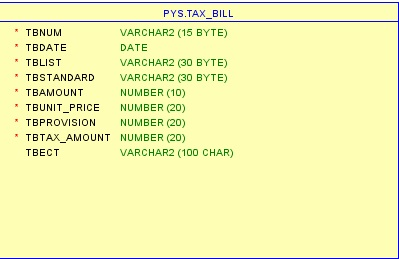 PYS.TAX_BILL
* TBNUM VARCHAR2 (15 BYTE)
* TBDATE DATE
* TBLIST VARCHAR2 (30 BYTE)
* TBSTANDARD VARCHAR2 (30 BYTE)
* TBAMOUNT NUMBER (10)
* TBUNIT_PRICE NUMBER (20)
* TBPROVISION NUMBER (20)
* TBTAX_AMOUNT NUMBER (20)
TBECT VARCHAR2 (100 CHAR)